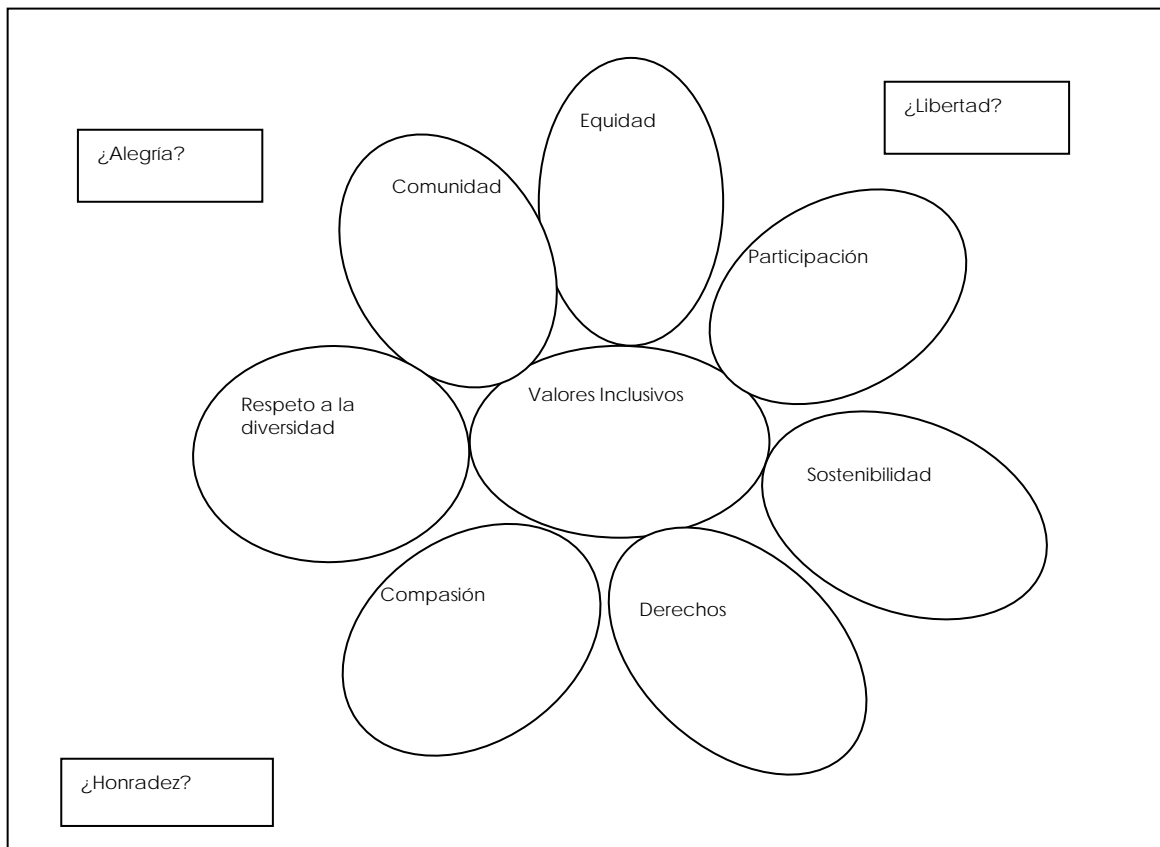 Equidad
¿Libertad?
¿Alegría?
Comunidad
Participación
Respeto a la
diversidad
Valores Inclusivos
Sostenibilidad
Compasión
Derechos
¿Honradez?